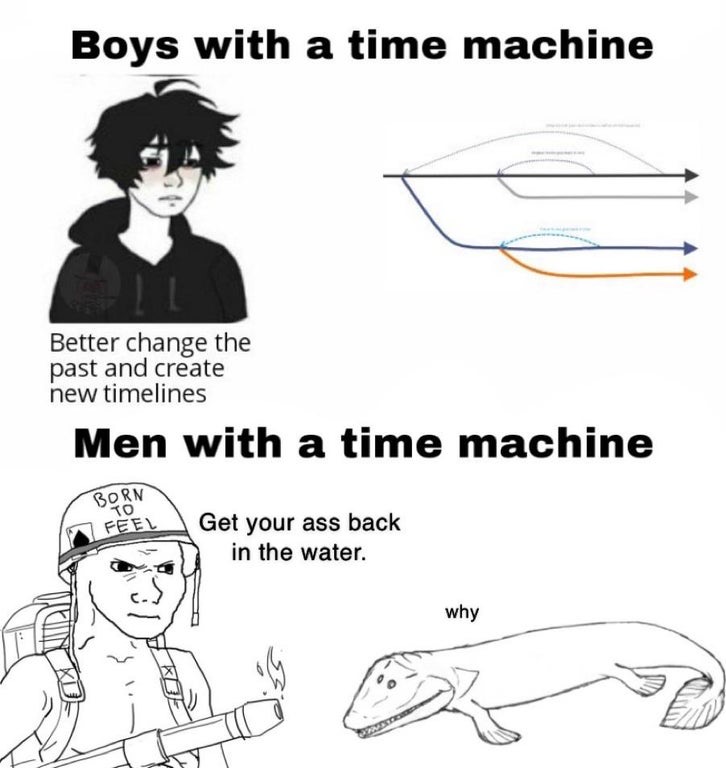 Boys with a time machine
Better change the
past and create
new timelines
Men with a time machine
BORN
TO
FEEL
Get your ass back
in the water.
why